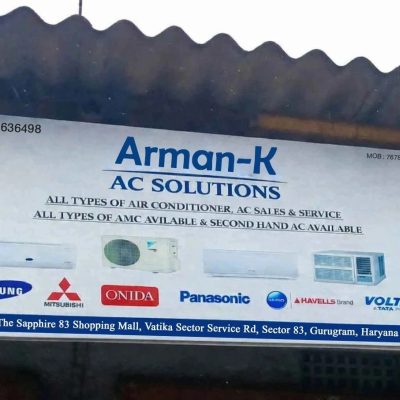 636498
MOB : 7678
Arman-K
AC SOLUTIONS
ALL TYPES OF AIR CONDITIONER, AC SALES & SERVICE
ALL TYPES OF AMC AVILABLE & SECOND HAND AC AVAILABLE
UNG
MITSUBISHI
ONIDA
Panasonic
HAVELLS Brand
VOLT
The Sapphire 83 Shopping Mall, Vatika Sector Service Rd, Sector 83, Gurugram, Haryana